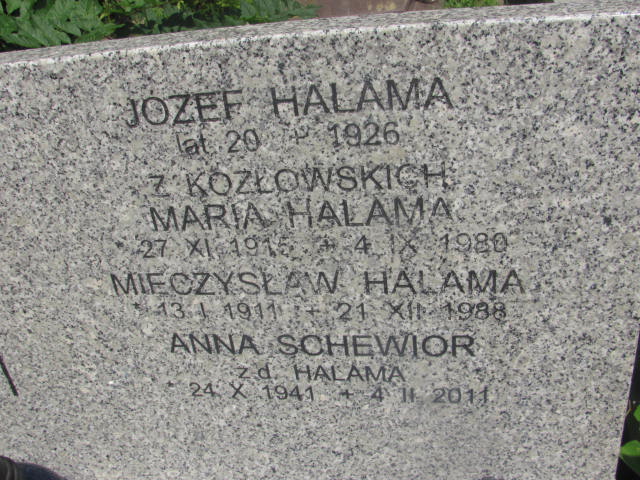 JOZEF HALAMA
lat 20 + 1926
Z KOZŁOWSKICH
MARIA HALAMA
* 27 XI 1915 + 4 IX 1980
MIECZYSŁAW HALAMA
* 13 I 1911 + 21 XII 1988
ANNA SCHEWIOR
z d. HALAMA
* 24 X 1941 + 4 II 2011